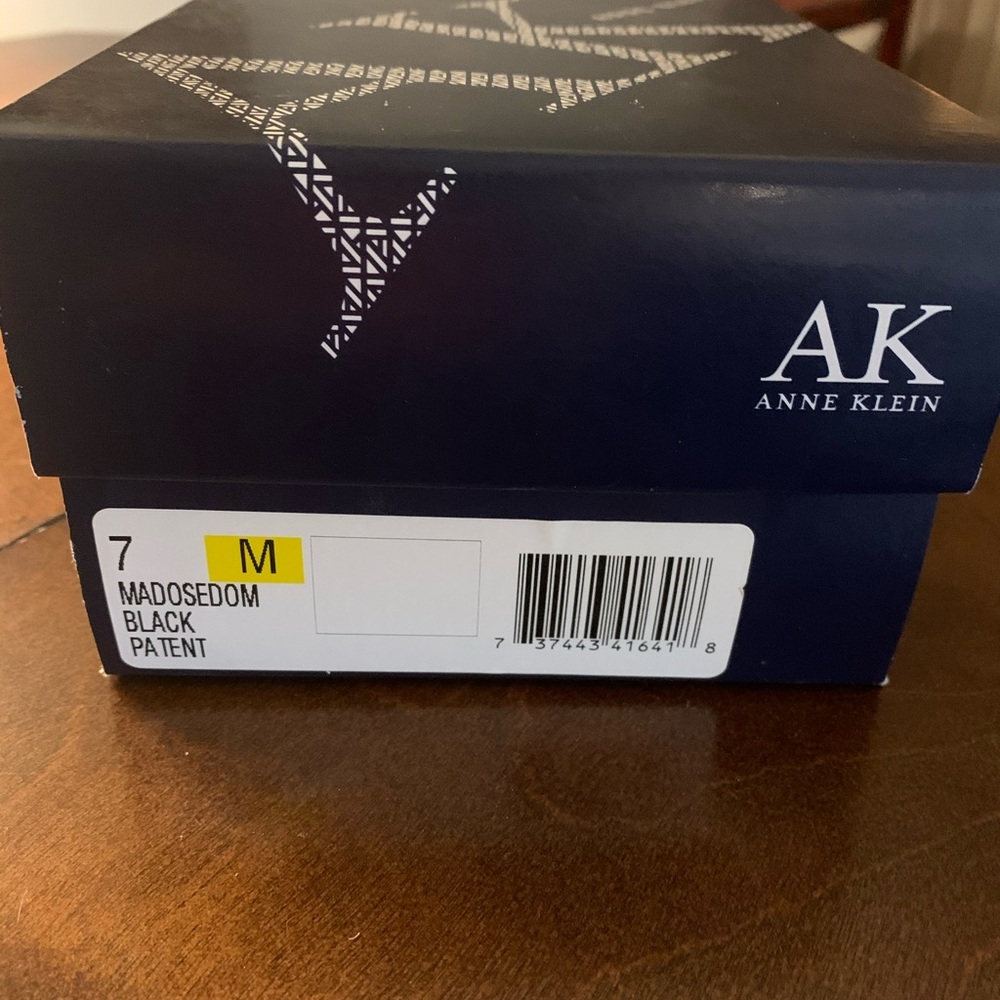 AK
ANNE KLEIN
7 M
MADOSEDOM
BLACK
PATENT
7 37443 41641 8